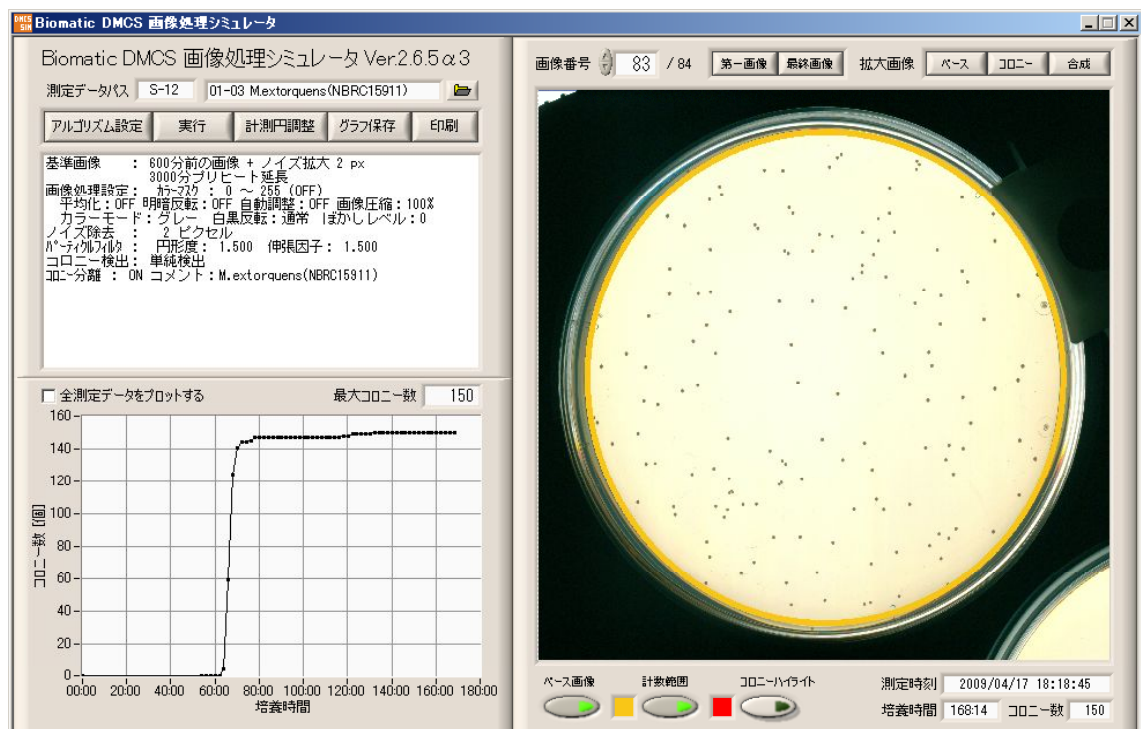 DMCS SIM Biomatic DMCS 画像処理シミュレータ
Biomatic DMCS 画像処理シミュレータ Ver.2.6.5α3
測定データパス S-12 01-03 M.extorquens(NBRC15911)
アルゴリズム設定 実行 計測円調整 グラフ保存 印刷
基準画像 : 600分前の画像 + ノイズ拡大 2 px
3000分プリヒート延長
画像処理設定: カラーマスク : 0 ~ 255 (OFF)
平均化:OFF 明暗反転:OFF 自動調整:OFF 画像圧縮:100%
カラーモード:グレー 白黒反転:通常 ぼかしレベル:0
ノイズ除去 : 2 ピクセル
パーティクルフィルタ : 円形度: 1.500 伸張因子: 1.500
コロニー検出: 単純検出
コロニー分離 : ON コメント:M.extorquens(NBRC15911)
全測定データをプロットする 最大コロニー数 150
コロニー数 [個]
160
140
120
100
80
60
40
20
0
00:00 20:00 40:00 60:00 80:00 100:00 120:00 140:00 160:00 180:00
培養時間
画像番号 83 / 84 第一画像 最終画像 拡大画像 ベース コロニー 合成
ベース画像 計数範囲 コロニーハイライト
測定時刻 2009/04/17 18:18:45
培養時間 168:14 コロニー数 150